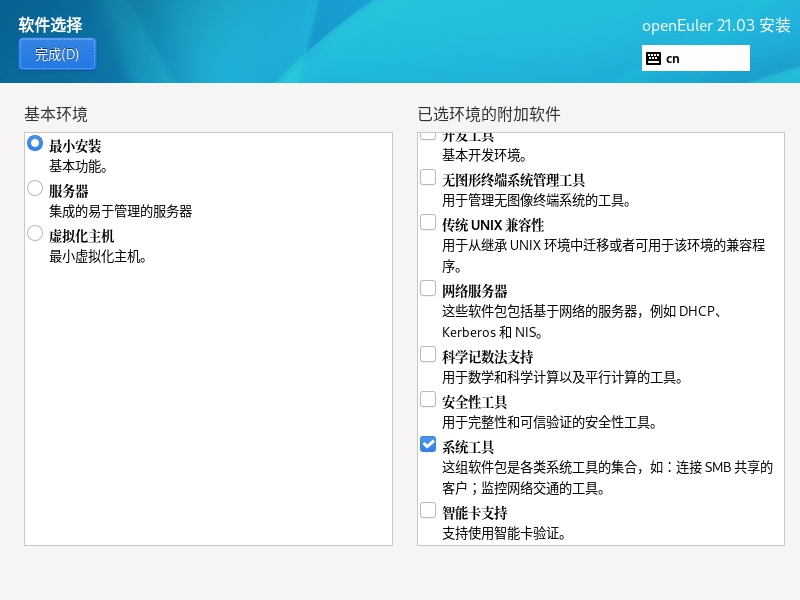 软件选择
openEuler 21.03 安装
完成(D)
cn
基本环境
最小安装
基本功能。
服务器
集成的易于管理的服务器
虚拟化主机
最小虚拟化主机。
已选环境的附加软件
开发工具
基本开发环境。
无图形终端系统管理工具
用于管理无图像终端系统的工具。
传统 UNIX 兼容性
用于从继承 UNIX 环境中迁移或者可用于该环境的兼容程
序。
网络服务器
这些软件包包括基于网络的服务器，例如 DHCP、
Kerberos 和 NIS。
科学记数法支持
用于数学和科学计算以及平行计算的工具。
安全性工具
用于完整性和可信验证的安全性工具。
系统工具
这组软件包是各类系统工具的集合，如：连接 SMB 共享的
客户；监控网络交通的工具。
智能卡支持
支持使用智能卡验证。